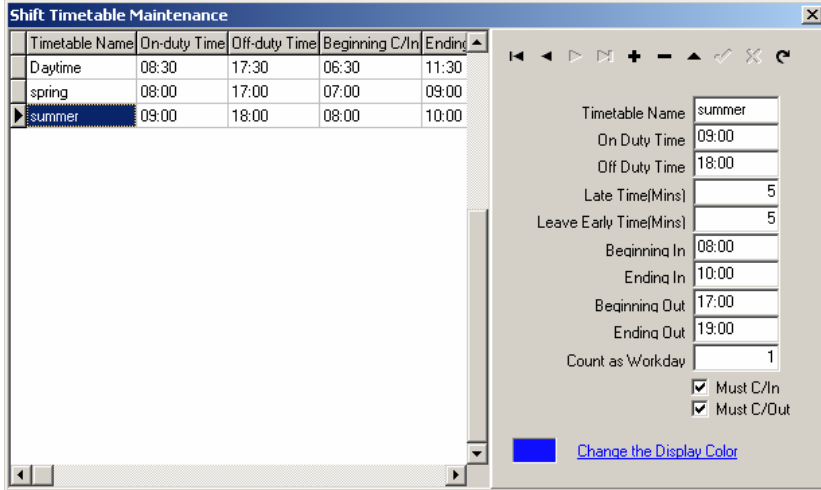 Shift Timetable Maintenance
Timetable Name On-duty Time Off-duty Time Beginning C/In Ending
Daytime 08:30 17:30 06:30 11:30
spring 08:00 17:00 07:00 09:00
summer 09:00 18:00 08:00 10:00
Timetable Name summer
On Duty Time 09:00
Off Duty Time 18:00
Late Time(Mins) 5
Leave Early Time(Mins) 5
Beginning In 08:00
Ending In 10:00
Beginning Out 17:00
Ending Out 19:00
Count as Workday 1
Must C/In
Must C/Out
Change the Display Color